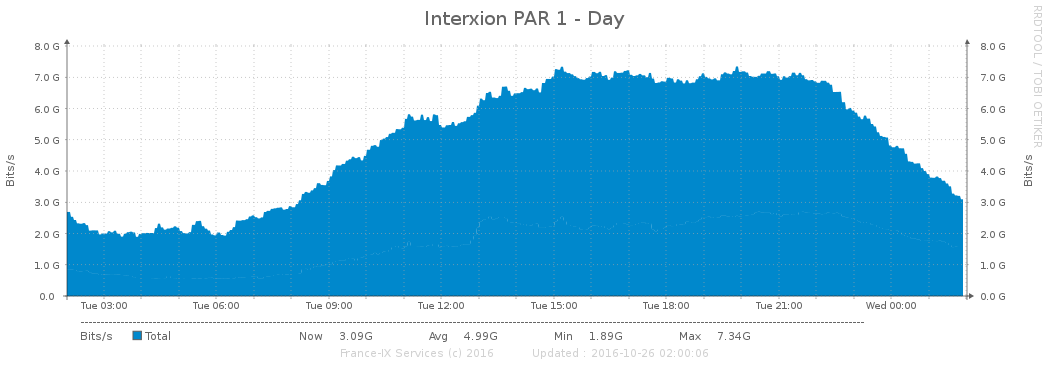 Interxion PAR 1 - Day
RRDTOOL / TOBI OETIKER
Bits/s
8.0 G
7.0 G
6.0 G
5.0 G
4.0 G
3.0 G
2.0 G
1.0 G
0.0
8.0 G
7.0 G
6.0 G
5.0 G
4.0 G
3.0 G
2.0 G
1.0 G
0.0 G
Bits/s
Tue 03:00 Tue 06:00 Tue 09:00 Tue 12:00 Tue 15:00 Tue 18:00 Tue 21:00 Wed 00:00
Bits/s Total Now 3.09G Avg 4.99G Min 1.89G Max 7.34G
France-IX Services (c) 2016 Updated : 2016-10-26 02:00:06